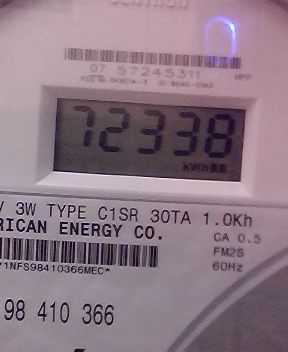 07 57245311
72338
kWh
V 3W TYPE C1SR 30TA 1.0Kh
RICAN ENERGY CO.
CA 0.5
FM2S
*1NFS98410366MEC*
60Hz
98 410 366